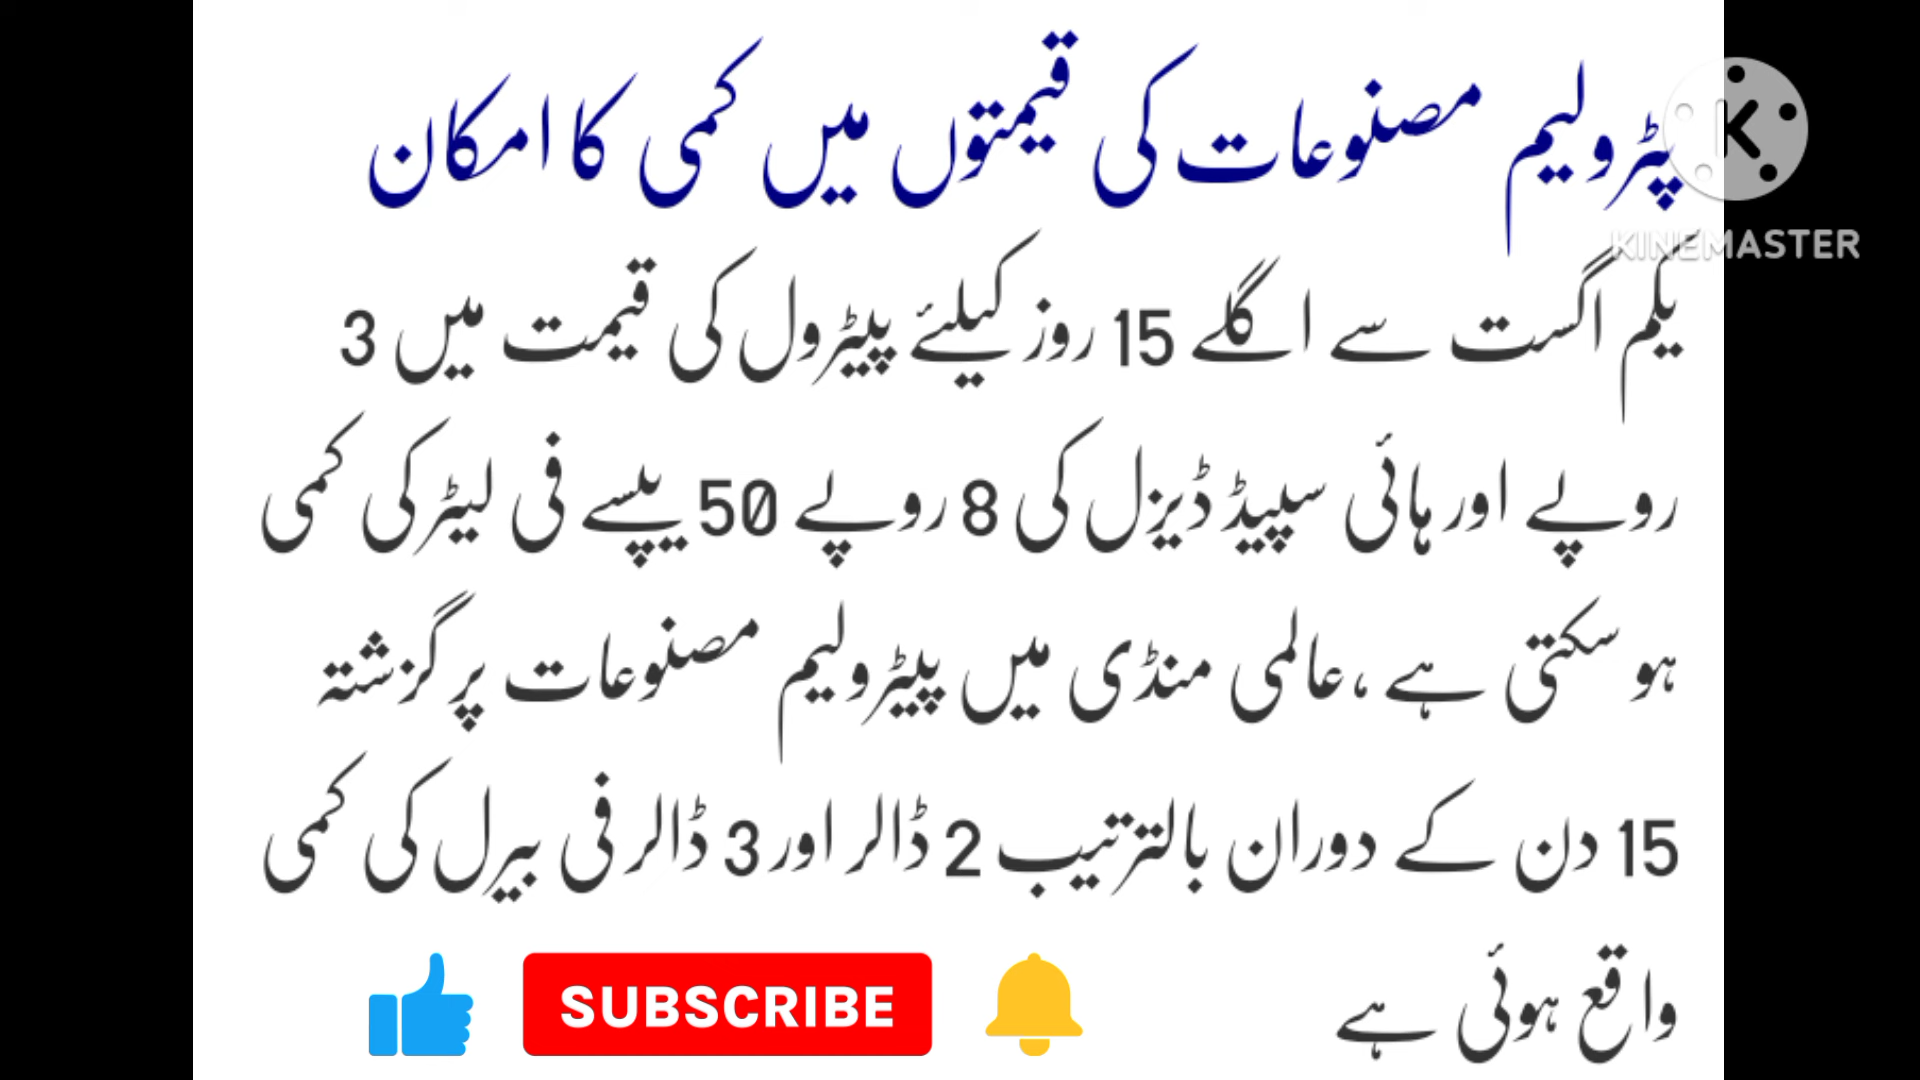 پٹرولیم مصنوعات کی قیمتوں میں کمی کا امکان
KINEMASTER
یکم اگست سے اگلے 15 روز کیلئے پیٹرول کی قیمت میں 3
روپے اور ہائی سپیڈ ڈیزل کی 8 روپے 50 پیسے فی لیٹر کی کمی
ہو سکتی ہے، عالمی منڈی میں پیٹرولیم مصنوعات پر گزشتہ
15 دن کے دوران بالترتیب 2 ڈالر اور 3 ڈالر فی بیرل کی کمی
واقع ہوئی ہے
SUBSCRIBE